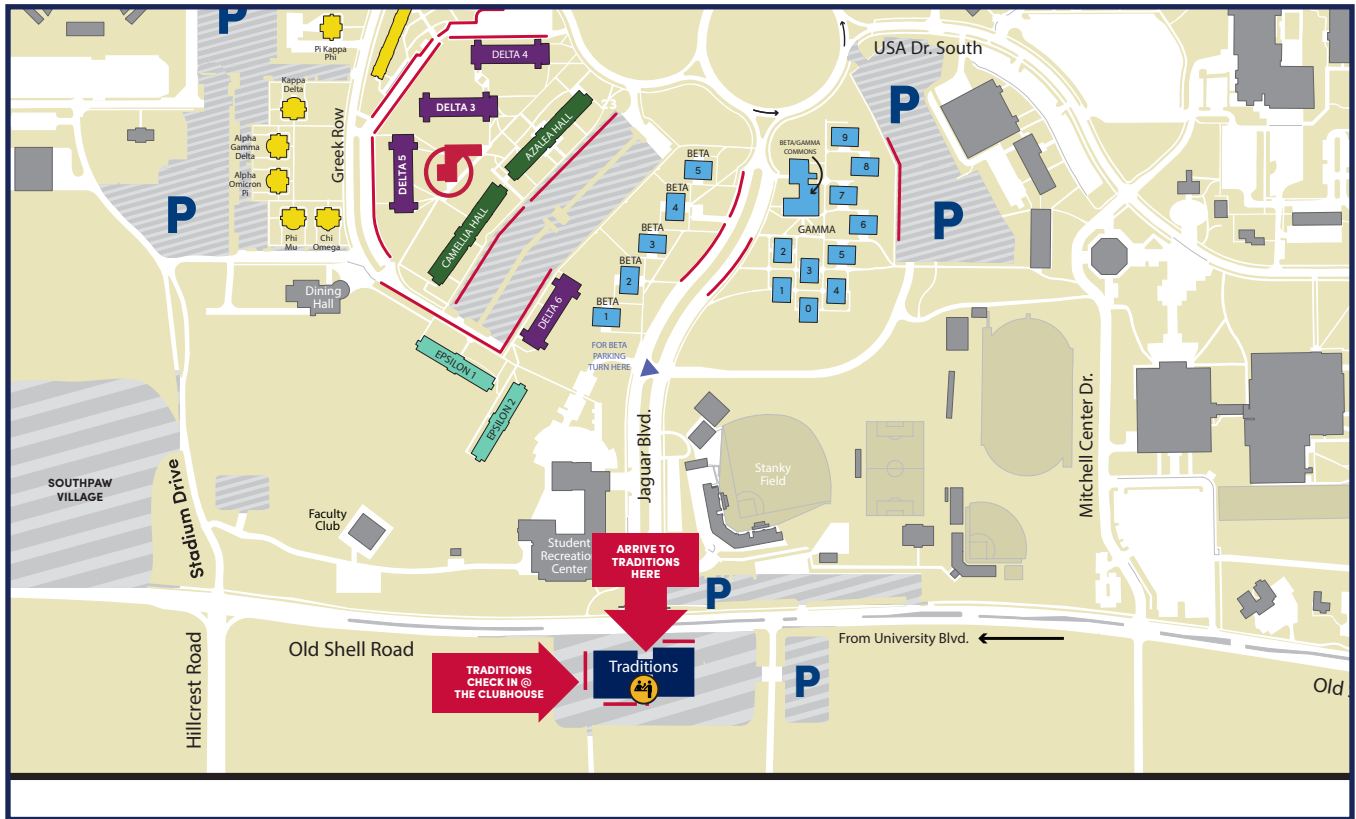 P
Pi Kappa
Phi
DELTA 4
USA Dr. South
Kappa
Delta
DELTA 3
23
P
Greek Row
Alpha
Gamma
Delta
AZALEA HALL
BETA/GAMMA
COMMONS
9
8
DELTA 5
BETA
5
Alpha
Omicron
Pi
7
BETA
4
P
P
Phi
Mu
Chi
Omega
CAMELLIA HALL
6
GAMMA
BETA
3
2
5
3
BETA
2
1
4
0
Dining
Hall
DELTA 6
BETA
1
FOR BETA
PARKING
TURN HERE
EPSILON 1
EPSILON 2
Jaguar Blvd.
Mitchell Center Dr.
Stanky
Field
SOUTHPAW
VILLAGE
Stadium Drive
Faculty
Club
Student
Recreation
Center
ARRIVE TO
TRADITIONS
HERE
P
Old Shell Road
From University Blvd.
Hillcrest Road
TRADITIONS
CHECK IN @
THE CLUBHOUSE
Traditions
P
Old